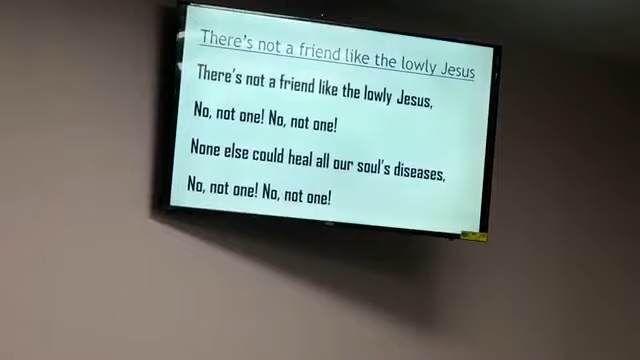 There's not a friend like the lowly Jesus
There's not a friend like the lowly Jesus,
No, not one! No, not one!
None else could heal all our soul's diseases,
No, not one! No, not one!